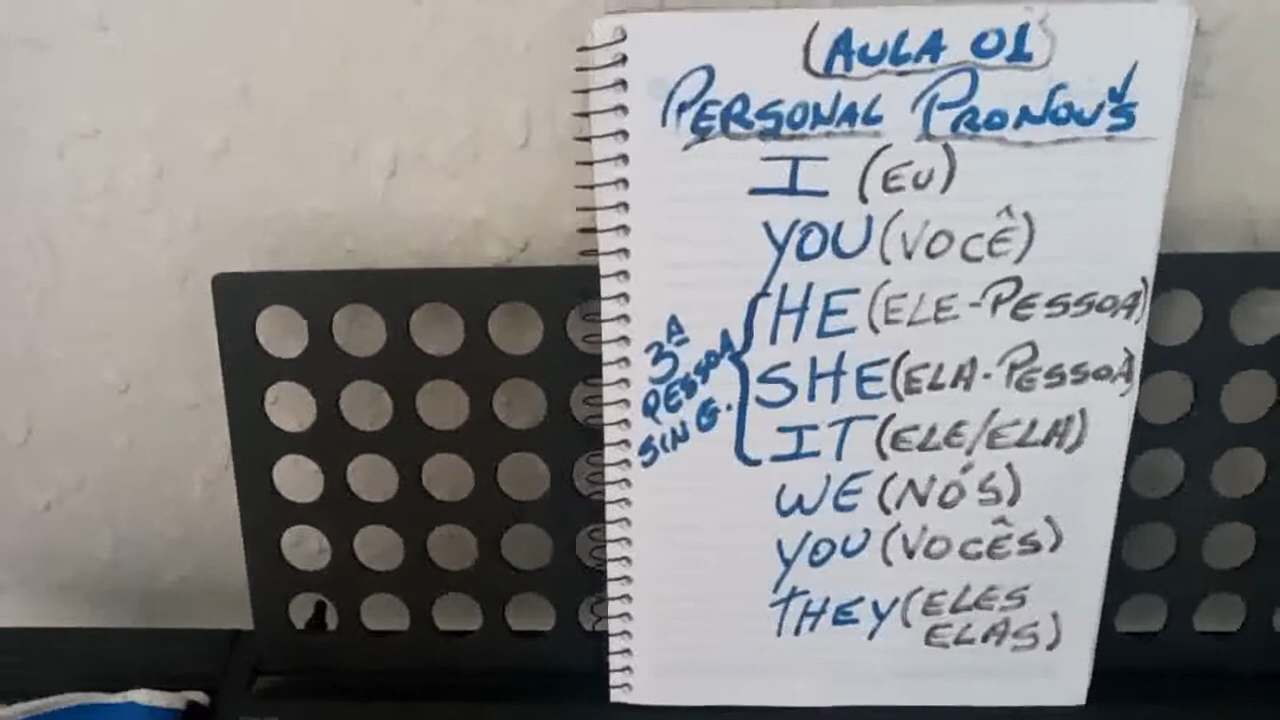 (AULA 01)
PERSONAL PRONOUNS
I (EU)
YOU (VOCÊ)
HE (ELE-PESSOA)
SHE (ELA-PESSOA)
IT (ELE/ELA)
3ª
PESSOA
SING.
WE (NÓS)
YOU (VOCÊS)
THEY (ELES
ELAS)